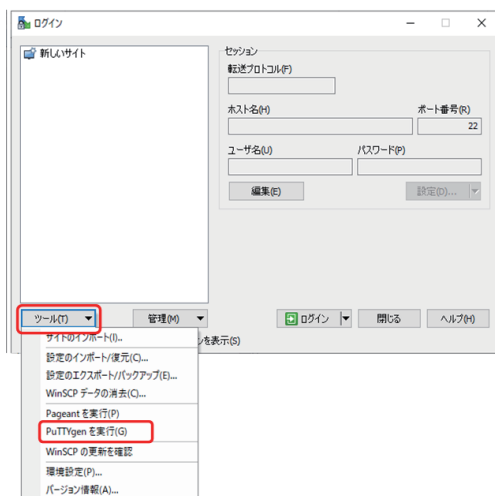 ログイン
新しいサイト
セッション
転送プロトコル(F)
ホスト名(H)
ポート番号(R)
22
ユーザ名(U)
パスワード(P)
編集(E)
設定(D)...
ツール(T)
管理(M)
ログイン
閉じる
ヘルプ(H)
を表示(S)
サイトのインポート(I)...
設定のインポート/復元(C)...
設定のエクスポート/バックアップ(E)...
WinSCP データの消去(C)...
Pageant を実行(P)
PuTTYgen を実行(G)
WinSCP の更新を確認
環境設定(P)...
バージョン情報(A)...